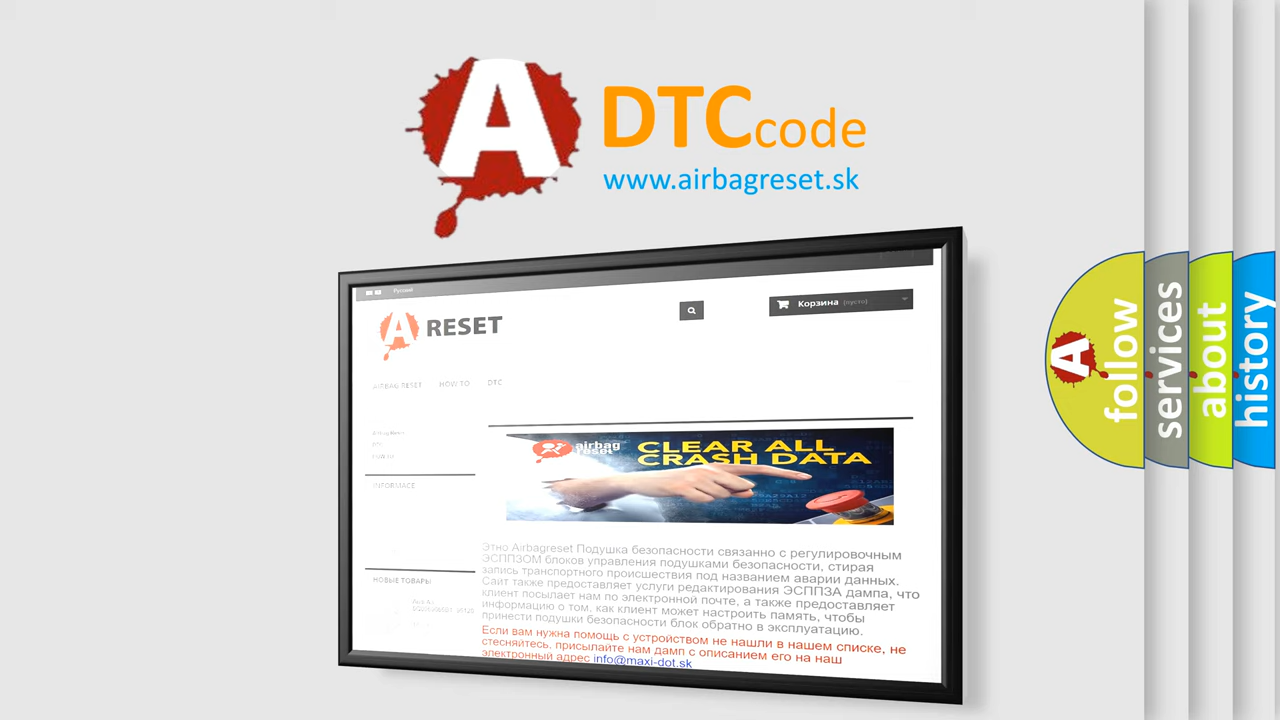 A DTCcode
www.airbagreset.sk
Русский
A RESET
Корзина (пусто)
AIRBAG RESET HOW TO DTC
DTC
INFORMACE
airbag
reset
CLEAR ALL
CRASH DATA
Этно Airbagreset Подушка безопасности связанно с регулировочным
ЭСППЗОМ блоков управления подушками безопасности, стирая
запись транспортного происшествия под названием аварии данных.
Сайт также предоставляет услуги редактирования ЭСППЗА дампа, что
клиент посылает нам по электронной почте, а также предоставляет
информацию о том, как клиент может настроить память, чтобы
принести подушки безопасности блок обратно в эксплуатацию.
Если вам нужна помощь с устройством не нашли в нашем списке, не
стесняйтесь, присылайте нам дамп с описанием его на наш
электронный адрес info@maxi-dot.sk
НОВЫЕ ТОВАРЫ
A
follow
services
about
history